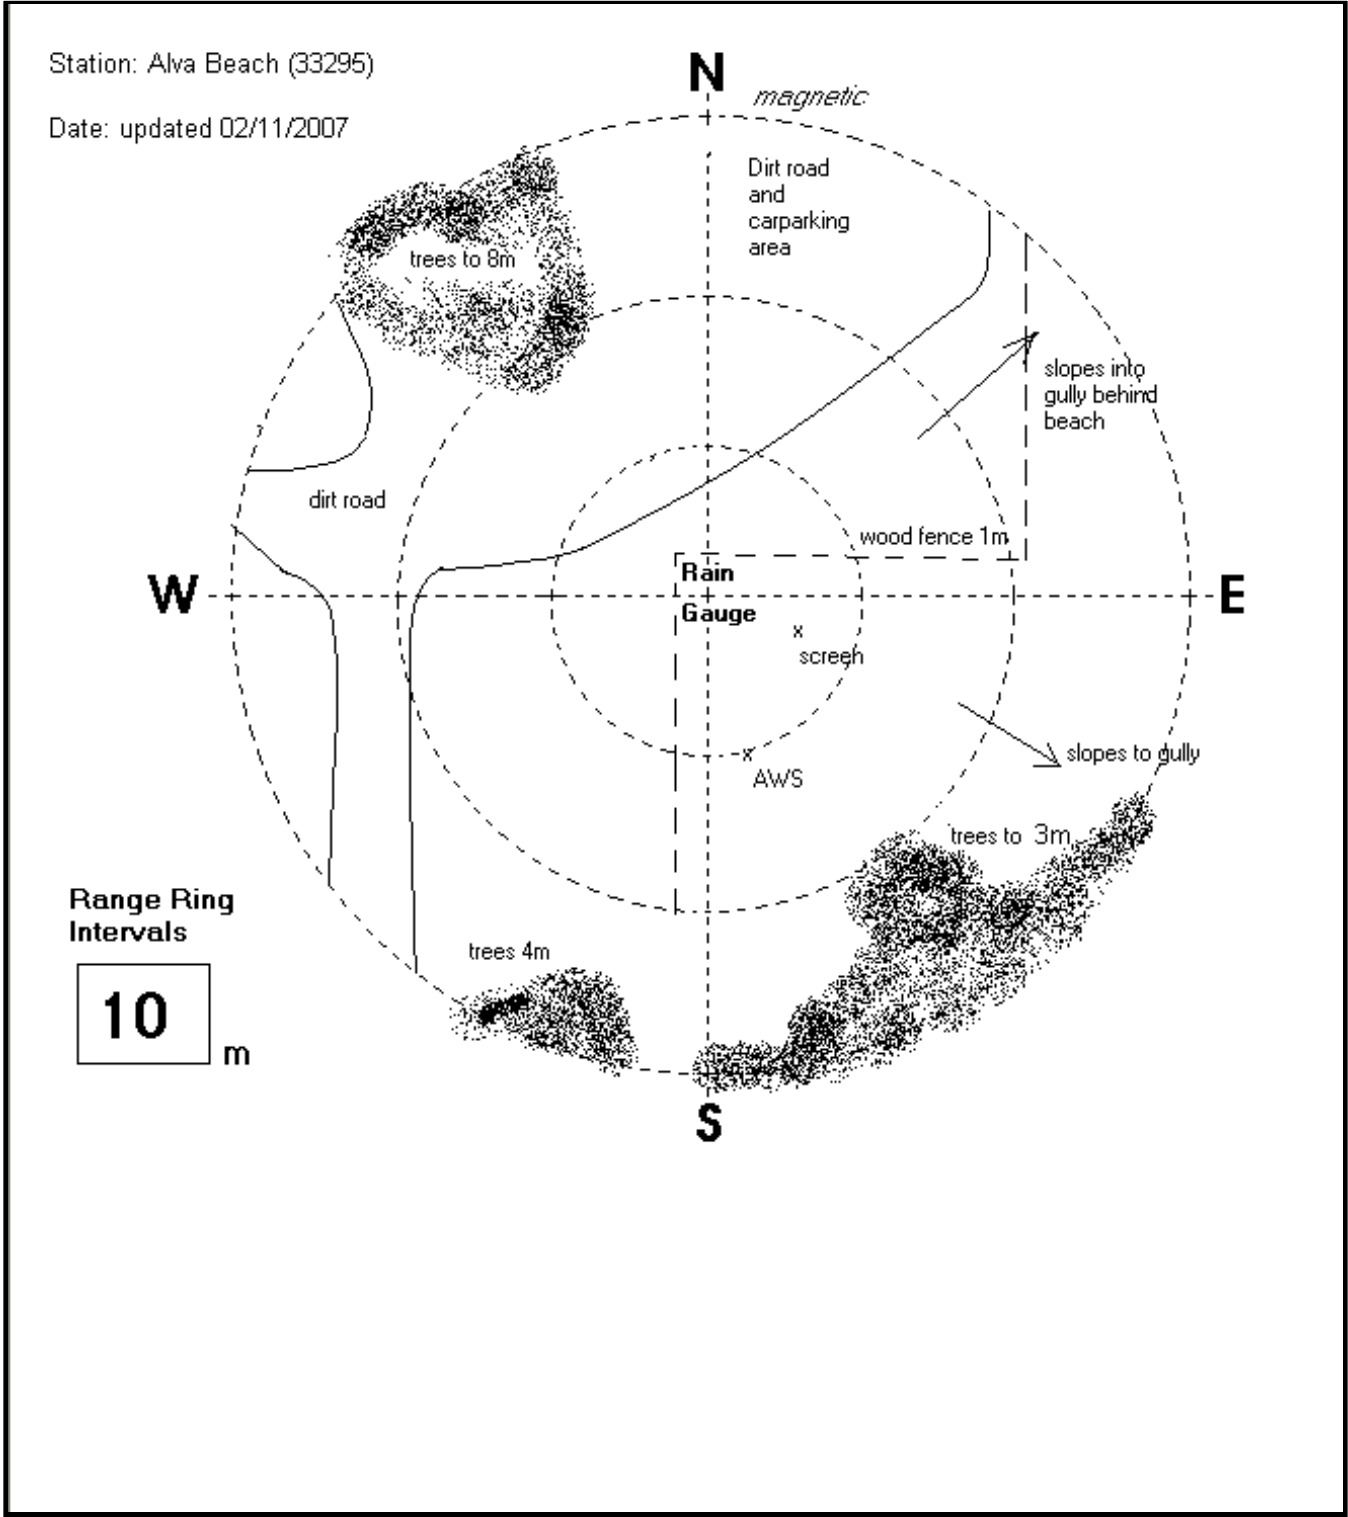 Station: Alva Beach (33295)
N
magnetic
Date: updated 02/11/2007
Dirt road
and
carparking
area
trees to 8m
slopes into
gully behind
beach
dirt road
wood fence 1m
Rain
W
E
Gauge
x
screen
slopes to gully
x
AWS
trees to 3m
Range Ring
Intervals
trees 4m
10
m
S